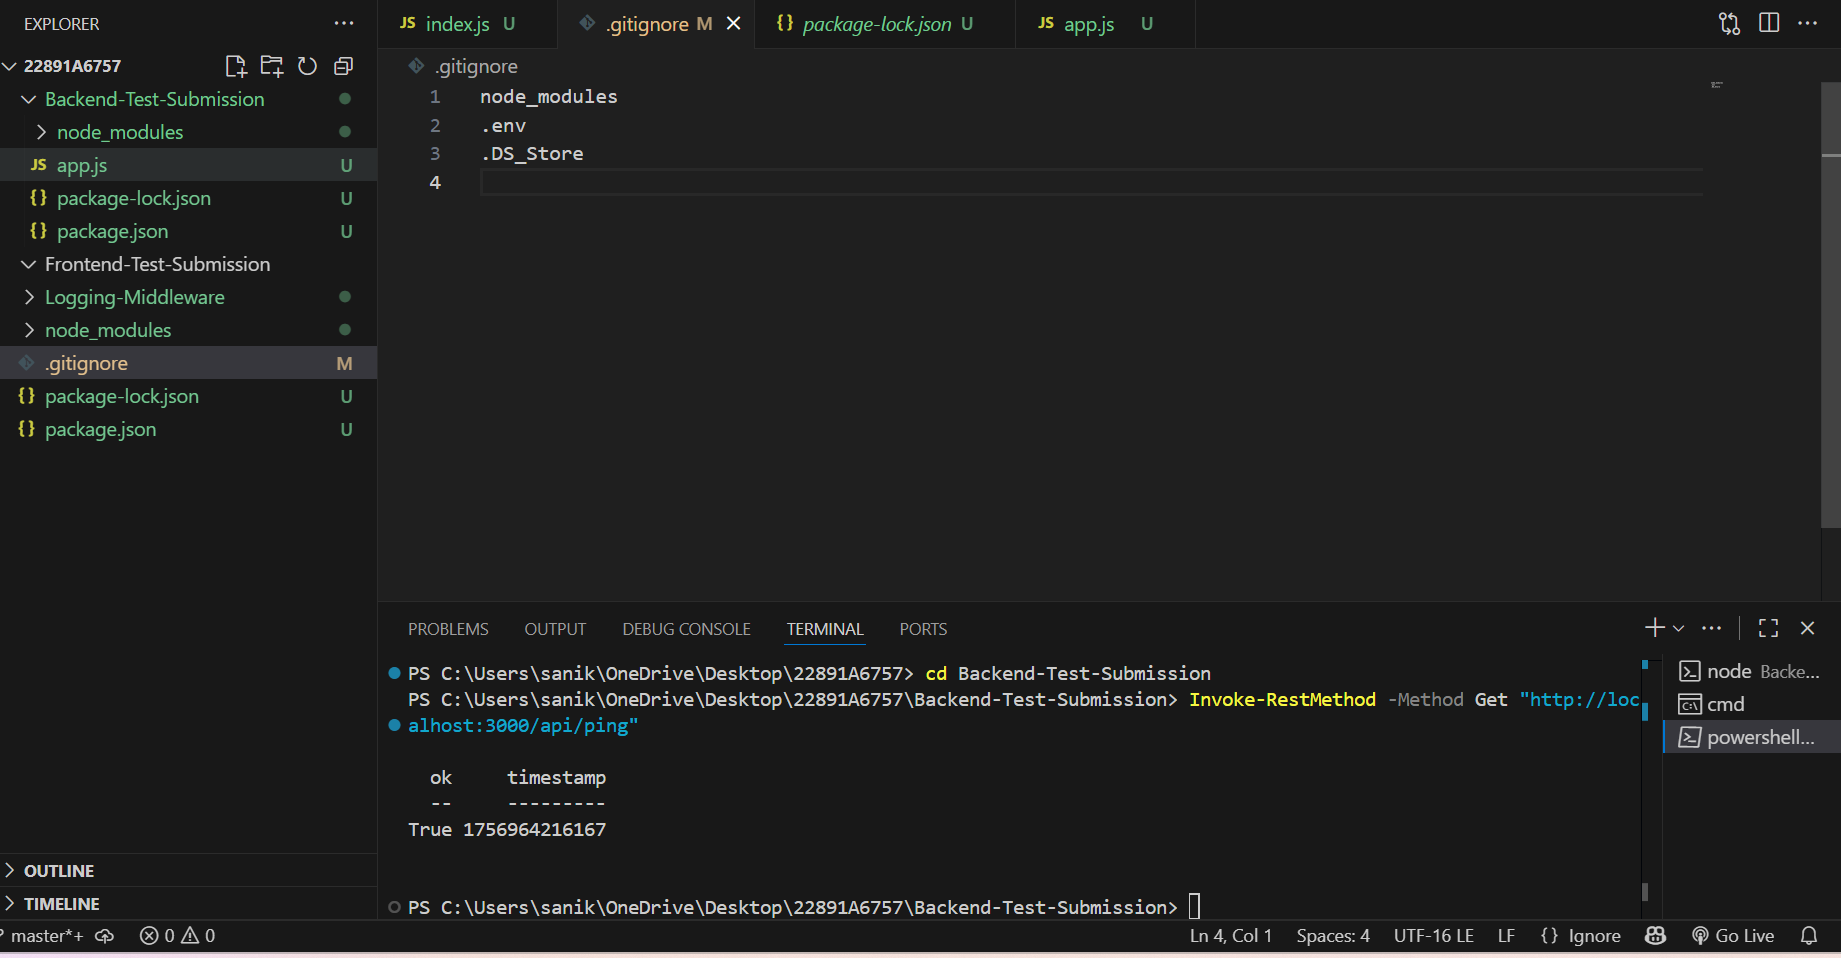 EXPLORER
22891A6757
Backend-Test-Submission
node_modules
app.js U
package-lock.json U
package.json U
Frontend-Test-Submission
Logging-Middleware
node_modules
.gitignore M
package-lock.json U
package.json U
OUTLINE
TIMELINE
index.js U
.gitignore M
package-lock.json U
app.js U
.gitignore
1 node_modules
2 .env
3 .DS_Store
4
PROBLEMS OUTPUT DEBUG CONSOLE TERMINAL PORTS
PS C:\Users\sanik\OneDrive\Desktop\22891A6757> cd Backend-Test-Submission
PS C:\Users\sanik\OneDrive\Desktop\22891A6757\Backend-Test-Submission> Invoke-RestMethod -Method Get "http://loc
alhost:3000/api/ping"
ok timestamp
-- ---------
True 1756964216167
PS C:\Users\sanik\OneDrive\Desktop\22891A6757\Backend-Test-Submission>
node Backe...
cmd
powershell...
master*+ 0 0 Ln 4, Col 1 Spaces: 4 UTF-16 LE LF {} Ignore Go Live